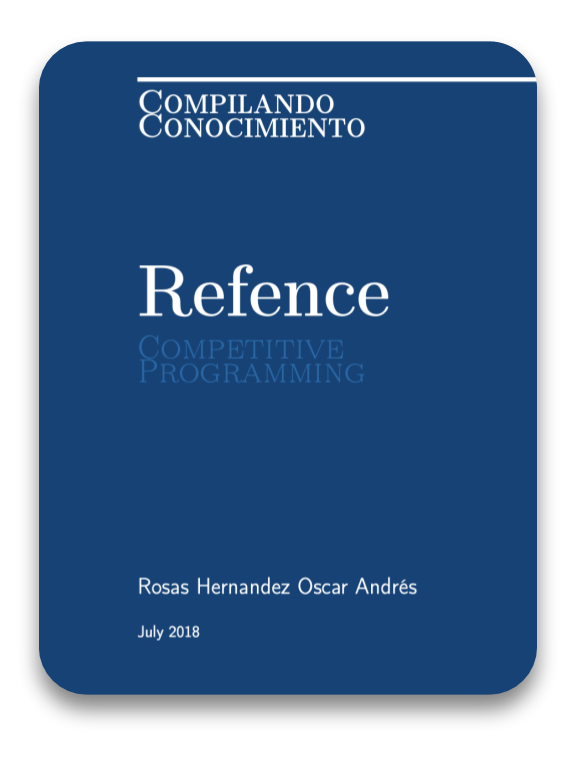 Compilando
Conocimiento
Refence
Competitive
Programming
Rosas Hernandez Oscar Andrés
July 2018